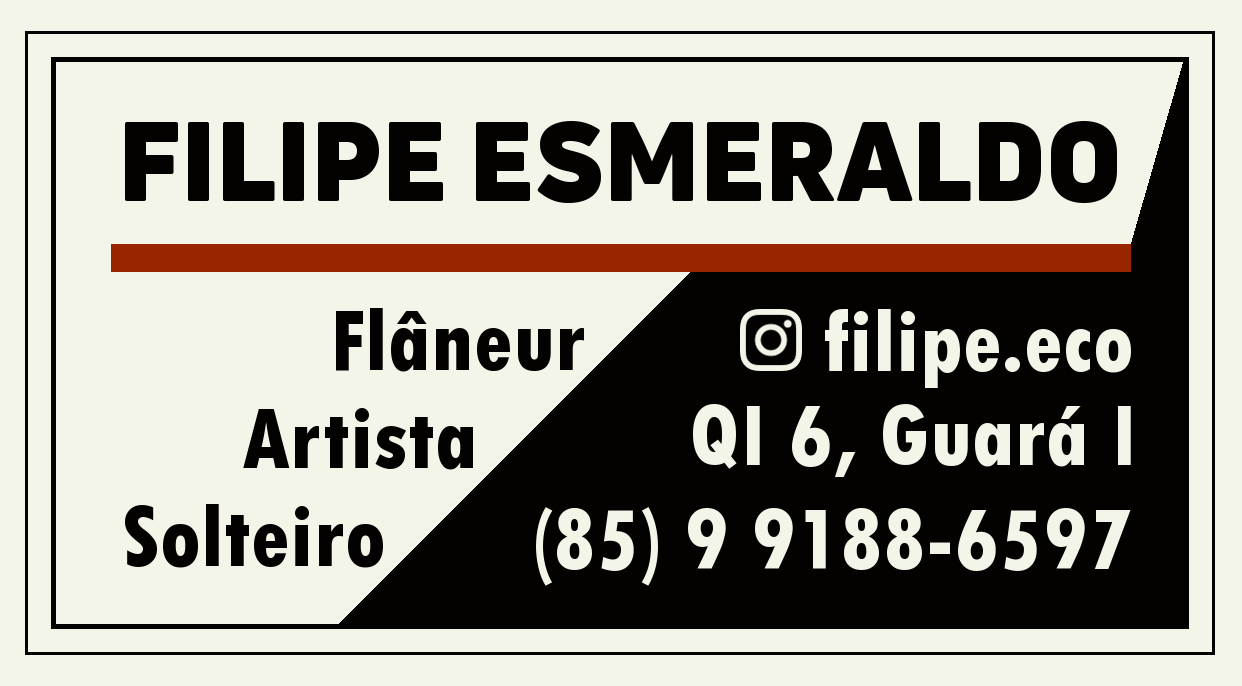 FILIPE ESMERALDO
Flâneur
Artista
Solteiro
filipe.eco
QI 6, Guará I
(85) 9 9188-6597